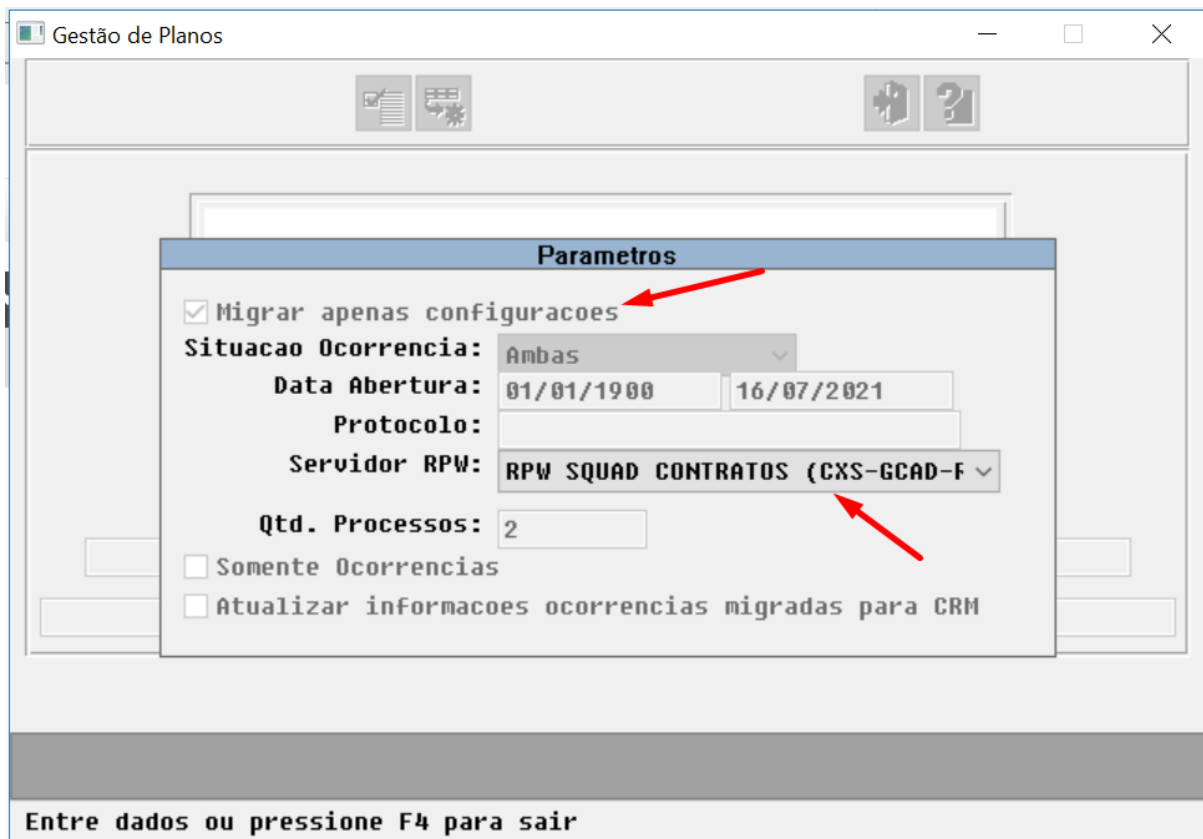 Gestão de Planos
Parametros
Migrar apenas configuracoes
Situacao Ocorrencia: Ambas
Data Abertura: 01/01/1900 16/07/2021
Protocolo:
Servidor RPW: RPW SQUAD CONTRATOS (CXS-GCAD-F
Qtd. Processos: 2
Somente Ocorrencias
Atualizar informacoes ocorrencias migradas para CRM
Entre dados ou pressione F4 para sair